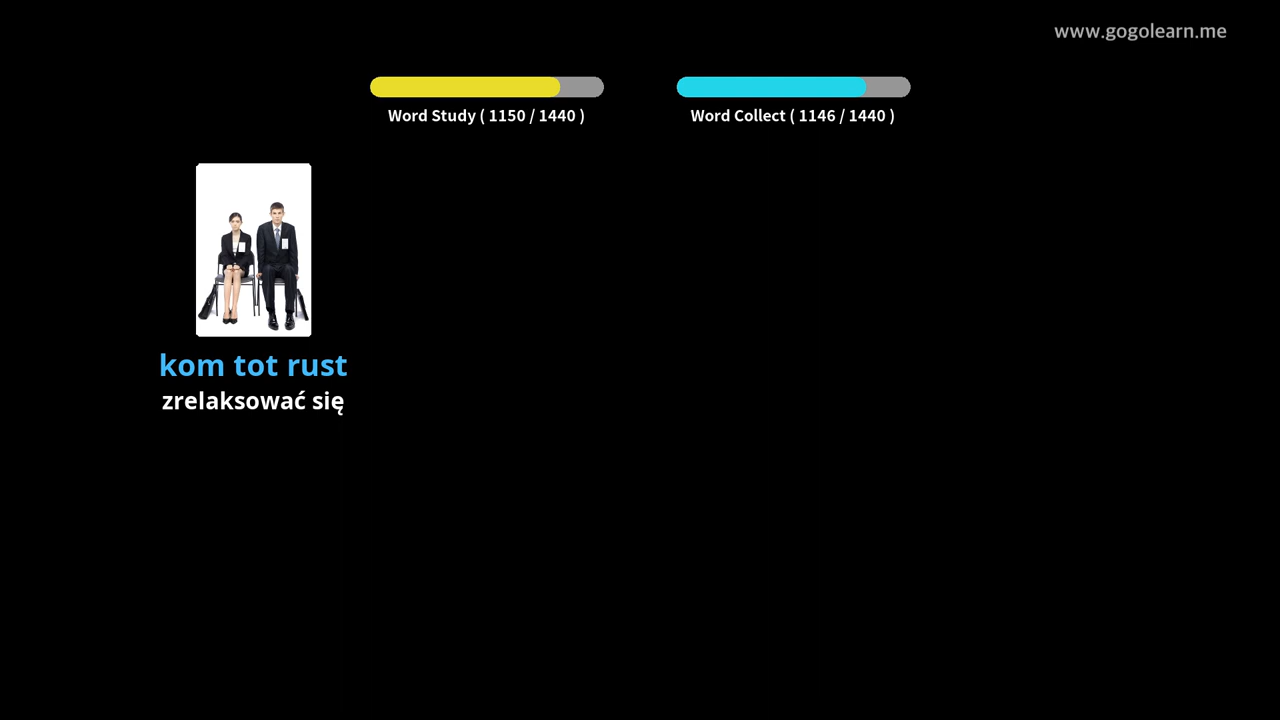 www.gogolearn.me
Word Study ( 1150 / 1440 )
Word Collect ( 1146 / 1440 )
kom tot rust
zrelaksować się